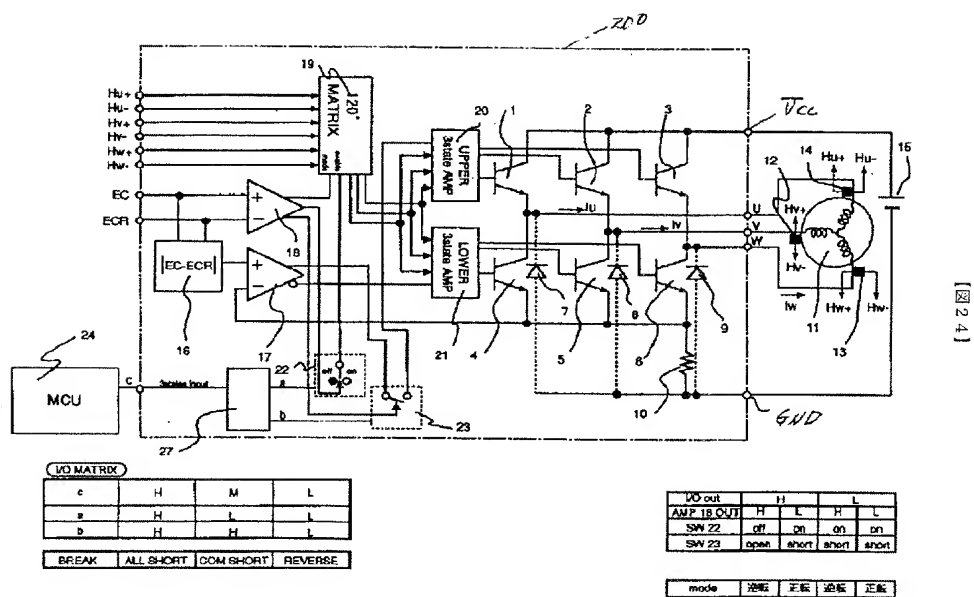 200
19
120°
MATRIX
mode
enable
Hu+
Hu-
Hv+
Hv-
Hw+
Hw-
20
UPPER
3state AMP
1
2
3
Vcc
12
14
Hu+
Hu-
15
EC
ECR
+
-
18
IU
IV
U
V
W
Hv+
Hv-
11
|EC-ECR|
16
+
-
17
LOWER
3state AMP
21
4
7
5
8
6
9
IW
Hw+
Hw-
13
【図24】
24
MCU
c
3states input
27
a
b
22
off
on
23
10
GND
I/O MATRIX
c H M L
a H L L
b H H L
BREAK ALL SHORT COM SHORT REVERSE
I/O out H L
AMP 18 OUT H L H L
SW 22 off on on on
SW 23 open short short short
mode 逆転 正転 逆転 正転